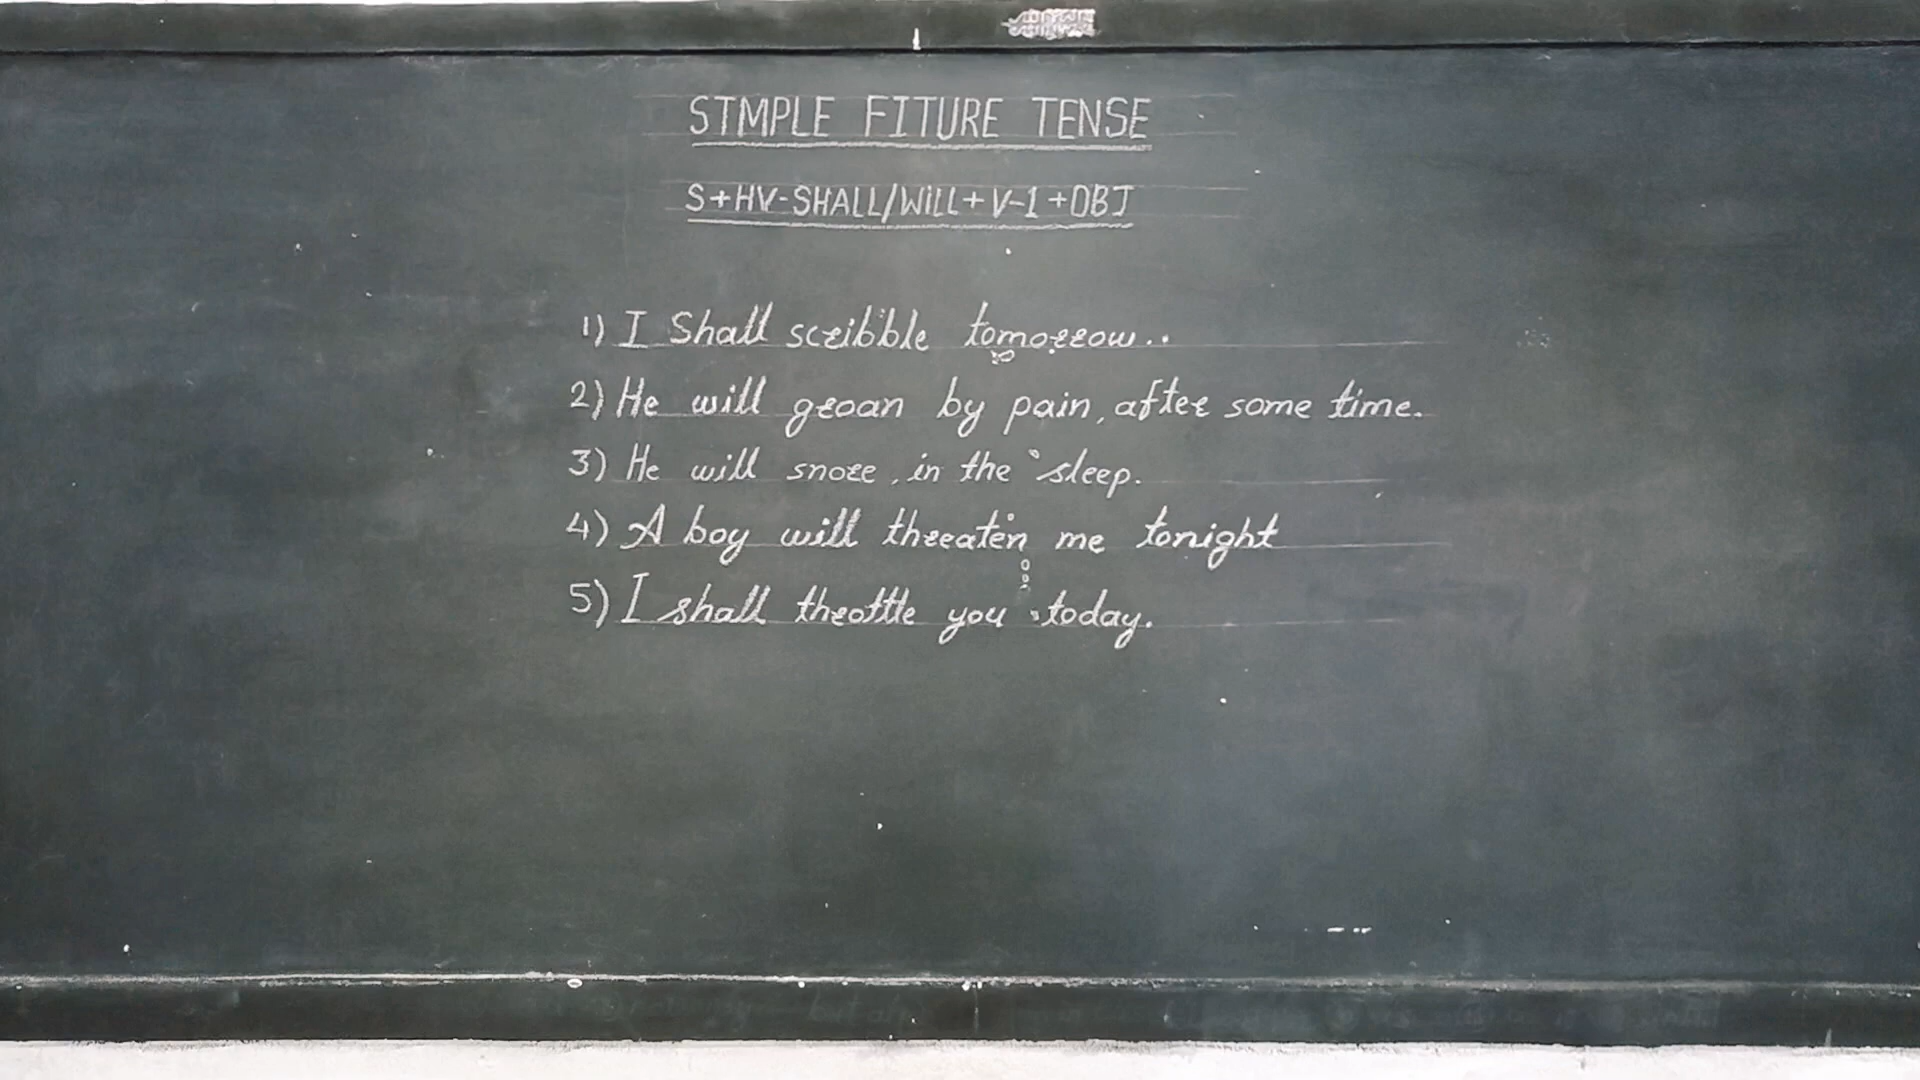 STMPLE FITURE TENSE
S+HV-SHALL/WiLL+V-1+OBJ
1) I Shall scribble tomorrow..
2) He will groan by pain, after some time.
3) He will snore, in the sleep.
4) A boy will threaten me tonight
5) I shall throttle you today.